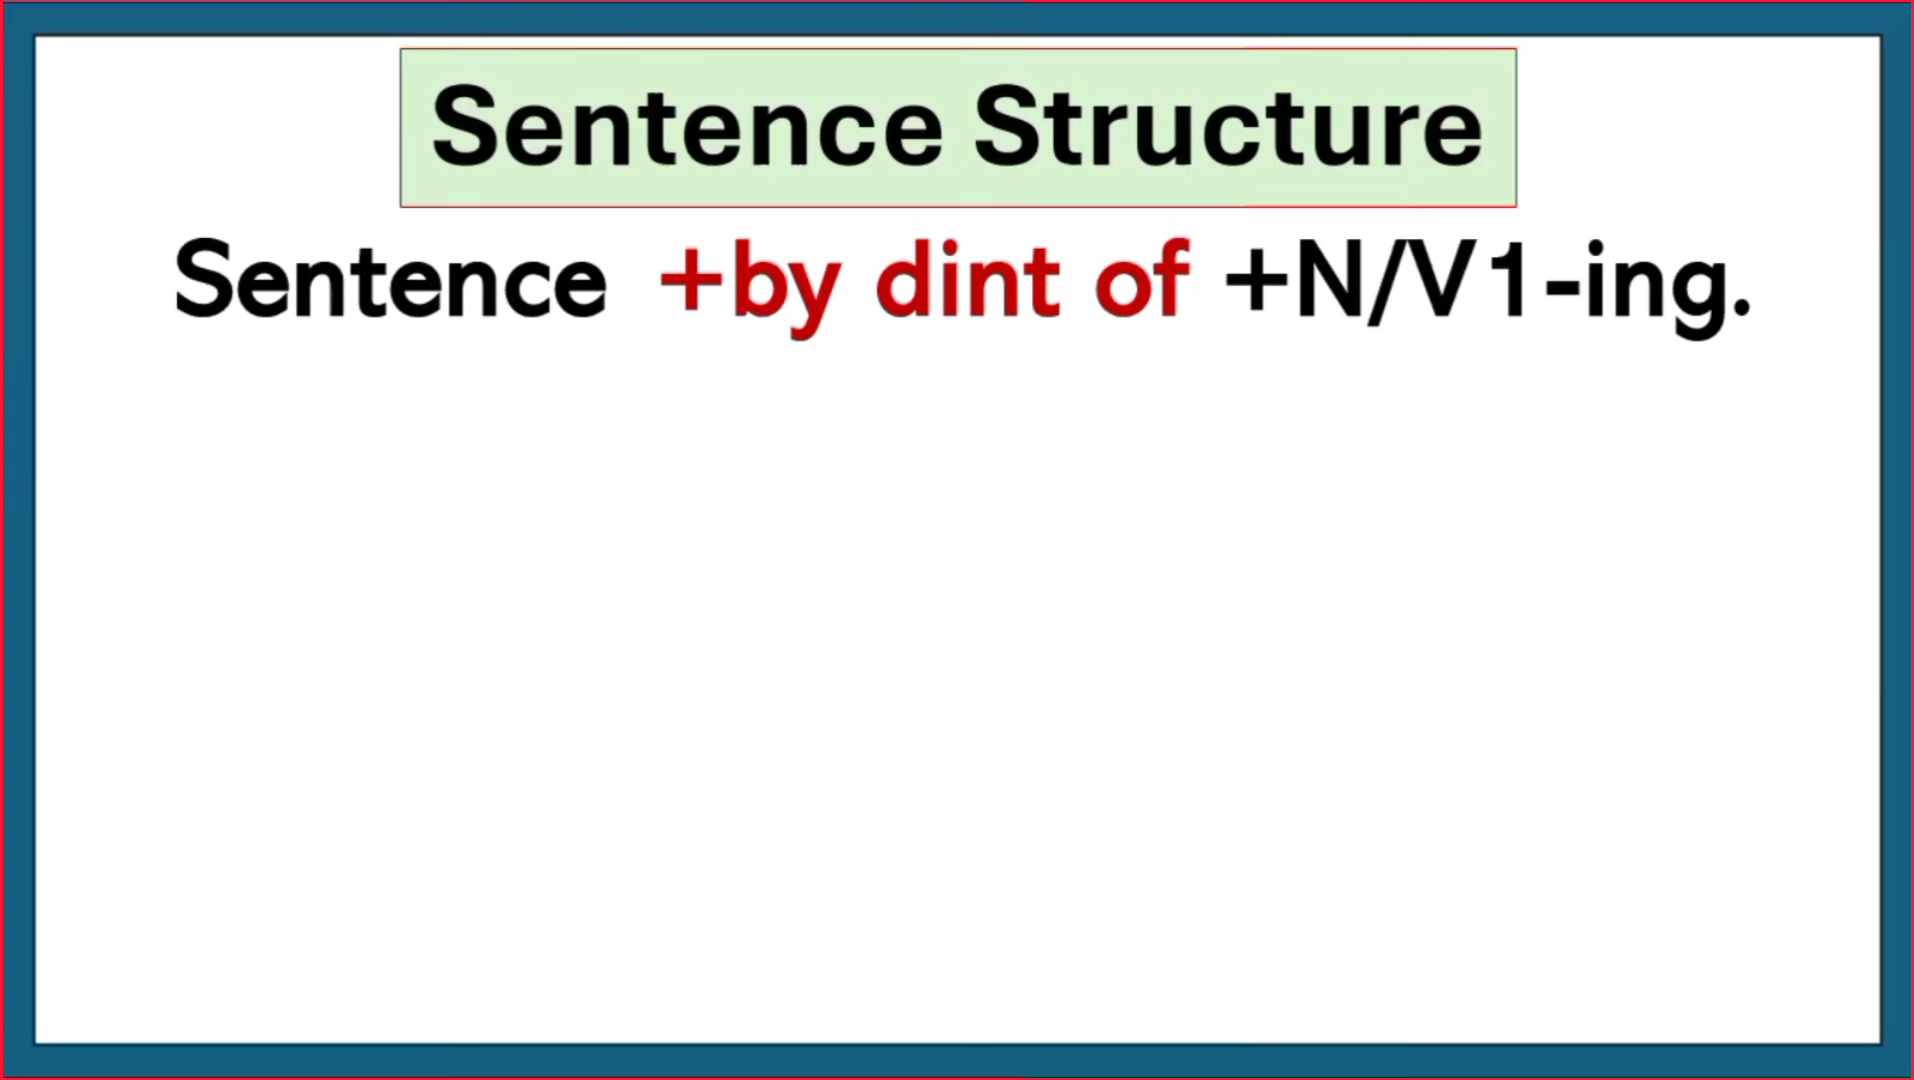 Sentence Structure
Sentence +by dint of +N/V1-ing.